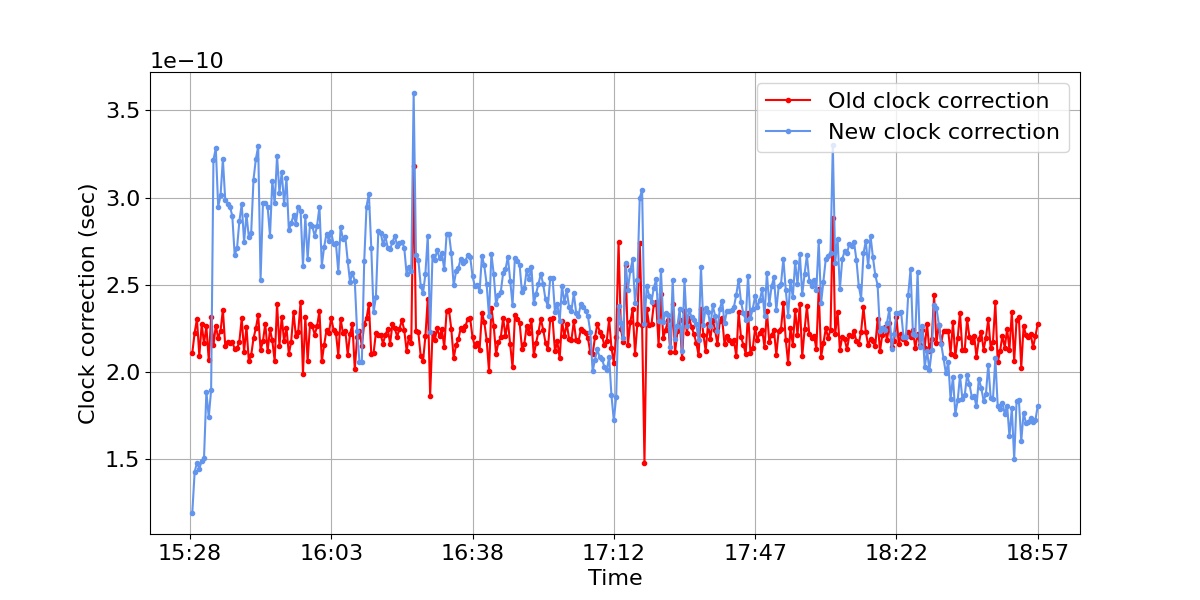 1e−10
3.5
3.0
2.5
2.0
1.5
Clock correction (sec)
Old clock correction
New clock correction
15:28 16:03 16:38 17:12 17:47 18:22 18:57
Time